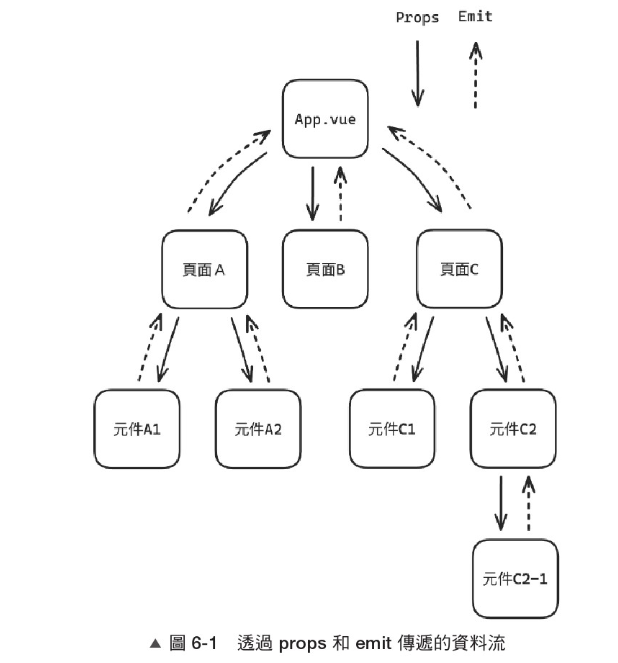 Props Emit
App.vue
頁面A 頁面B 頁面C
元件A1 元件A2 元件C1 元件C2
元件C2-1
▲ 圖 6-1 透過 props 和 emit 傳遞的資料流